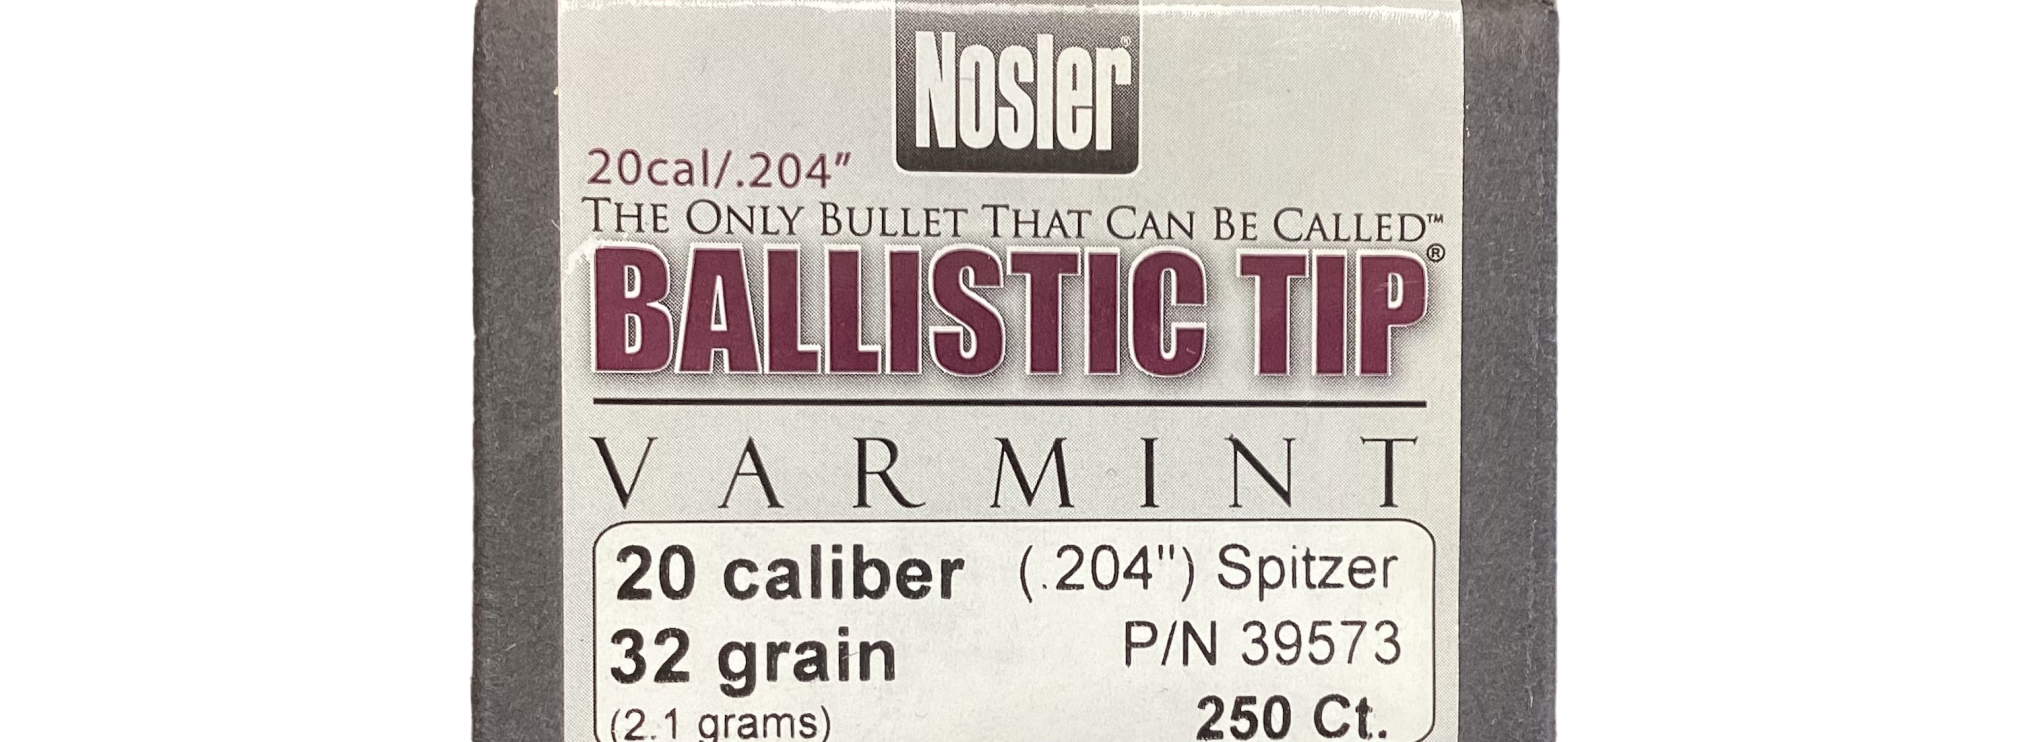 Nosler®
20cal/.204"
THE ONLY BULLET THAT CAN BE CALLED™
BALLISTIC TIP®
VARMINT
20 caliber (.204") Spitzer
32 grain P/N 39573
(2.1 grams) 250 Ct.